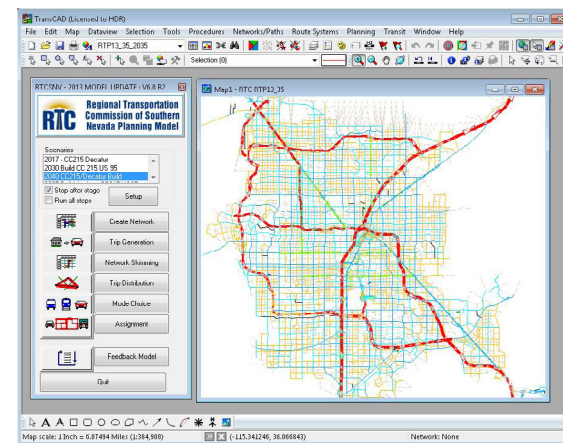 TransCAD (Licensed to HDR)
File Edit Map Dataview Selection Tools Procedures Networks/Paths Route Systems Planning Transit Window Help
RTP13_35_2035
Selection (0)
RTCSNV - 2013 MODEL UPDATE : V6.0 R2
RTC
Regional Transportation
Commission of Southern
Nevada Planning Model
Scenarios
2017 - CC215 Decatur
2030 Build CC 215 US 95
2040 CC215/Decatur Build
Stop after stage
Run all steps
Setup
Create Network
Trip Generation
Network Skimming
Trip Distribution
Mode Choice
Assignment
Feedback Model
Quit
Map1 - RTC RTP13_35
Map scale: 1 Inch = 6.07494 Miles (1:384,908)
(-115.341246, 36.066843)
Network: None